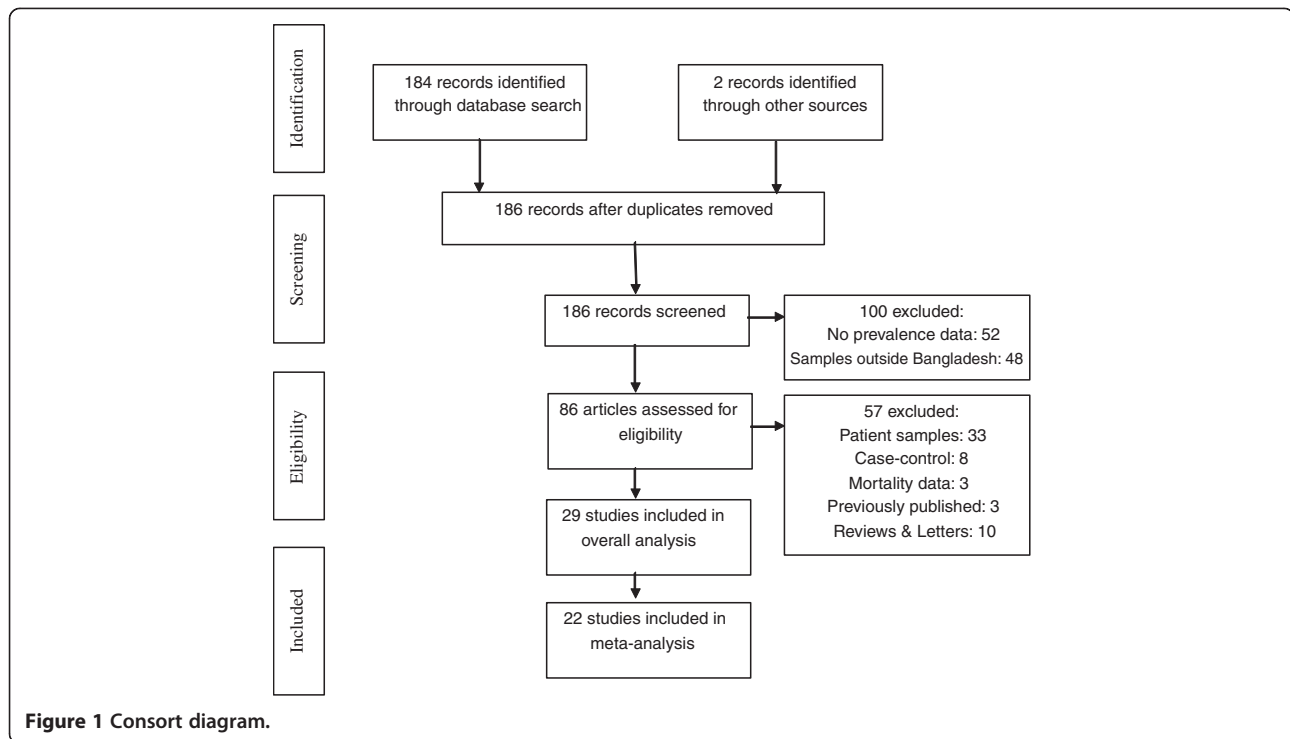 Identification
184 records identified
through database search
2 records identified
through other sources
Screening
186 records after duplicates removed
186 records screened
100 excluded:
No prevalence data: 52
Samples outside Bangladesh: 48
Eligibility
86 articles assessed for
eligibility
57 excluded:
Patient samples: 33
Case-control: 8
Mortality data: 3
Previously published: 3
Reviews & Letters: 10
29 studies included in
overall analysis
Included
22 studies included in
meta-analysis
Figure 1 Consort diagram.